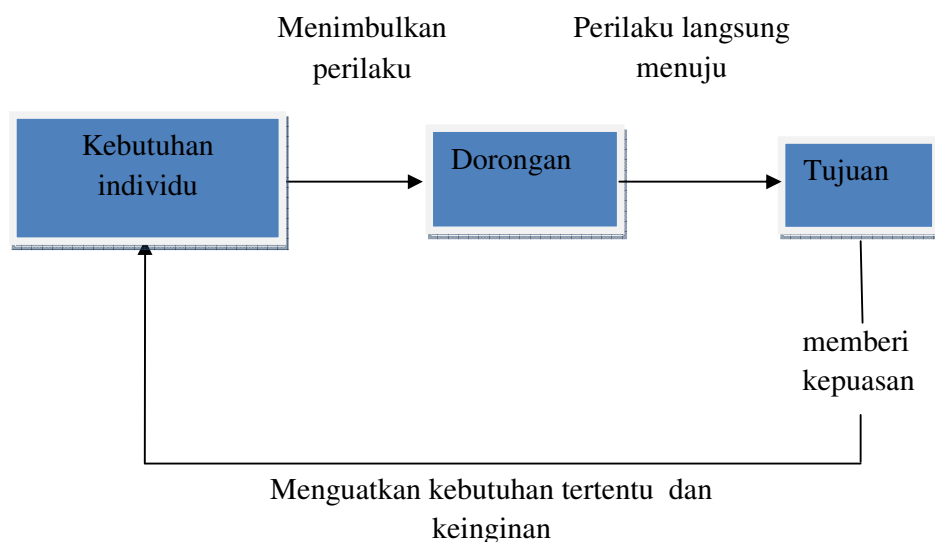 Menimbulkan
perilaku
Perilaku langsung
menuju
Kebutuhan
individu
Dorongan
Tujuan
memberi
kepuasan
Menguatkan kebutuhan tertentu dan
keinginan